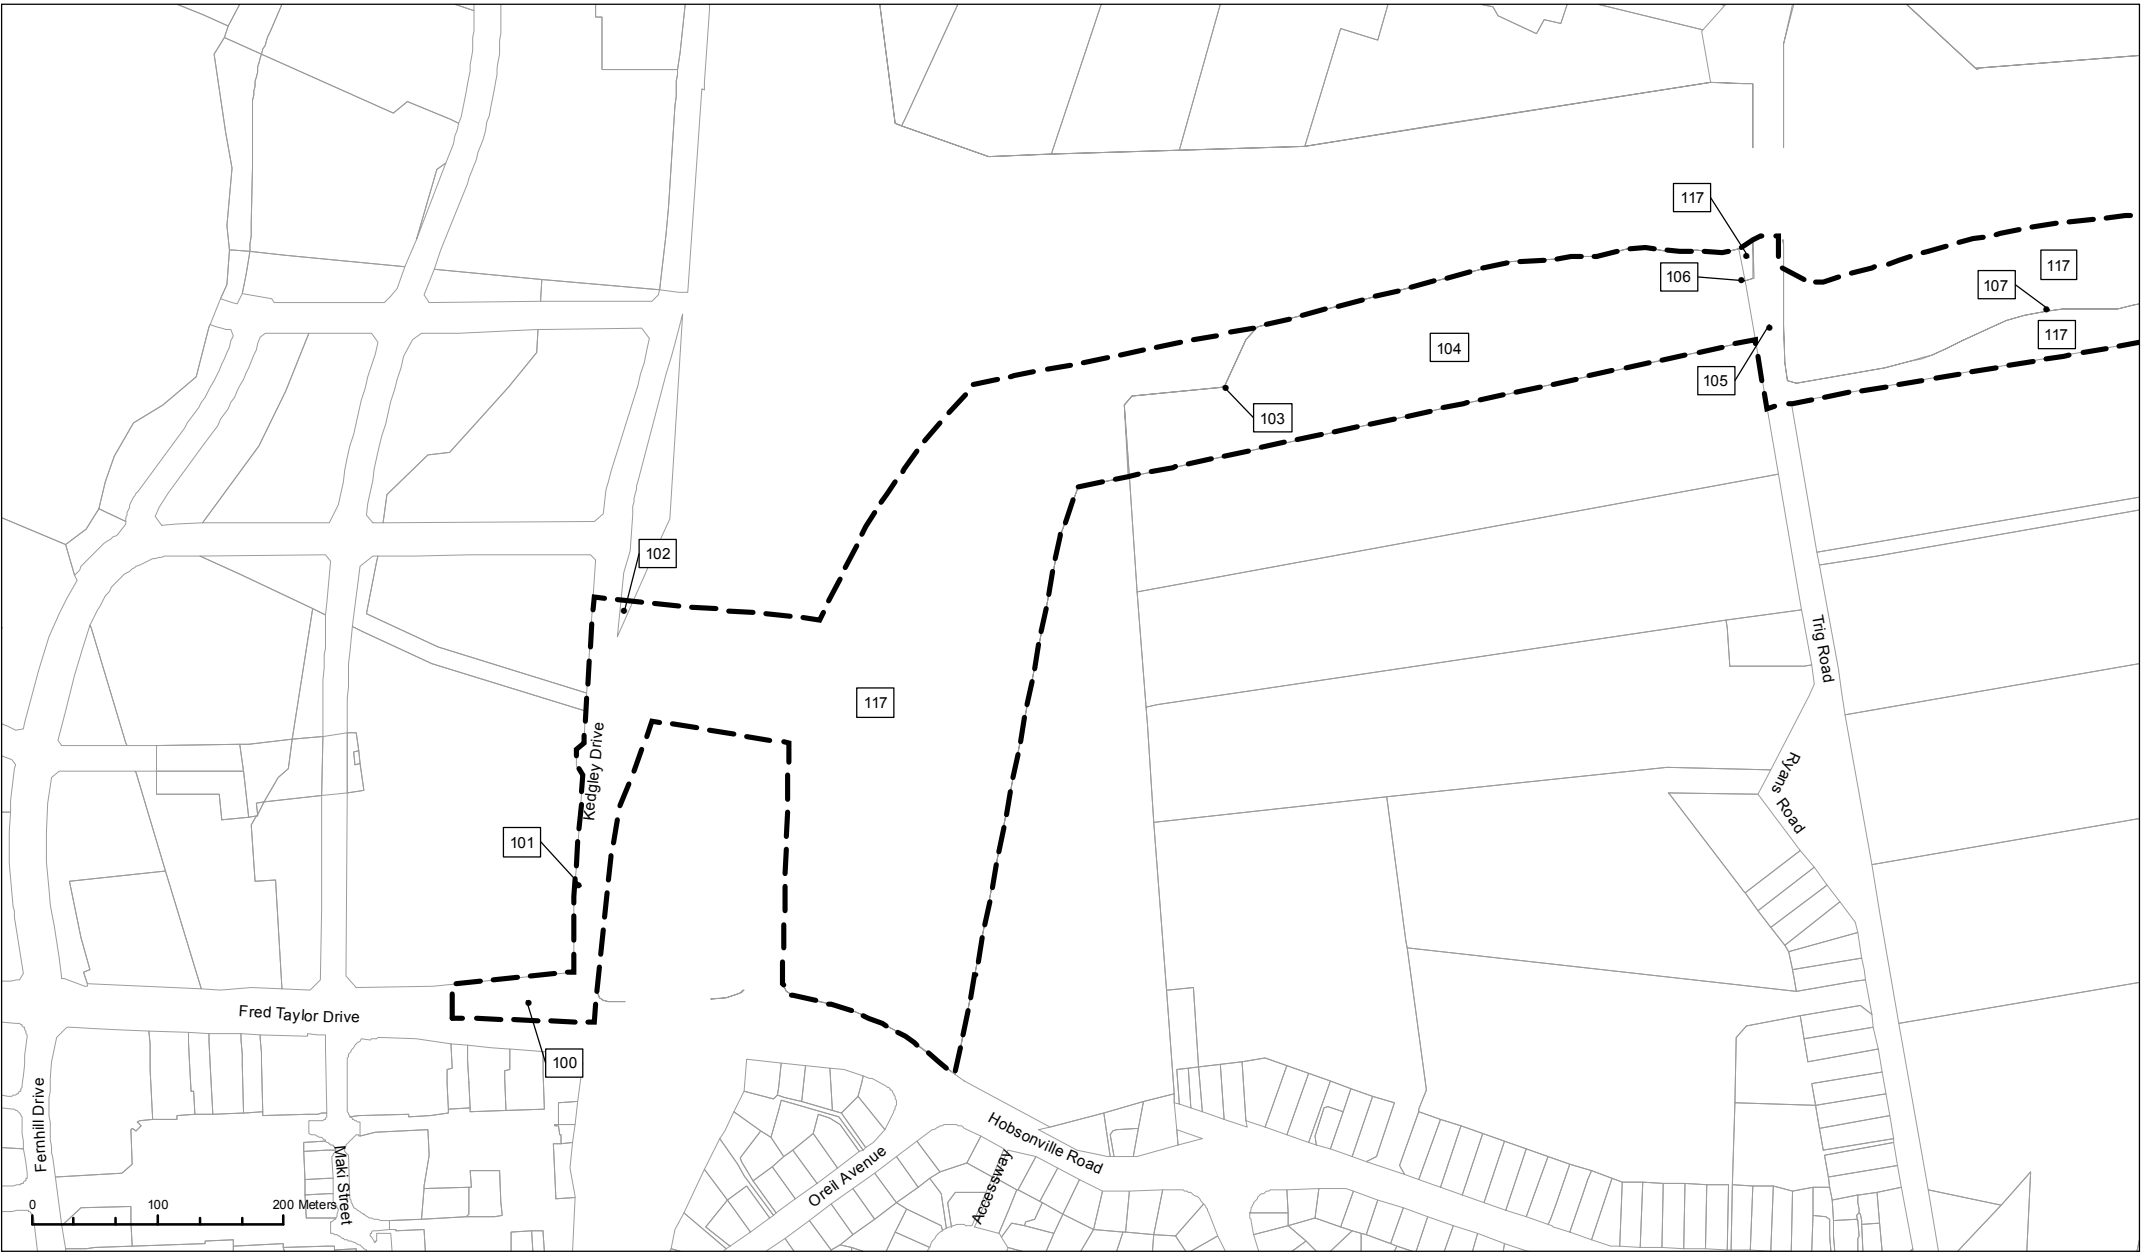 117
106
117
107
117
104
105
103
102
Trig Road
117
Kedgley Drive
Ryans Road
101
Fred Taylor Drive
100
Fernhill Drive
Maki Street
Hobsonville Road
Oreil Avenue
Accessway
0 100 200 Meters